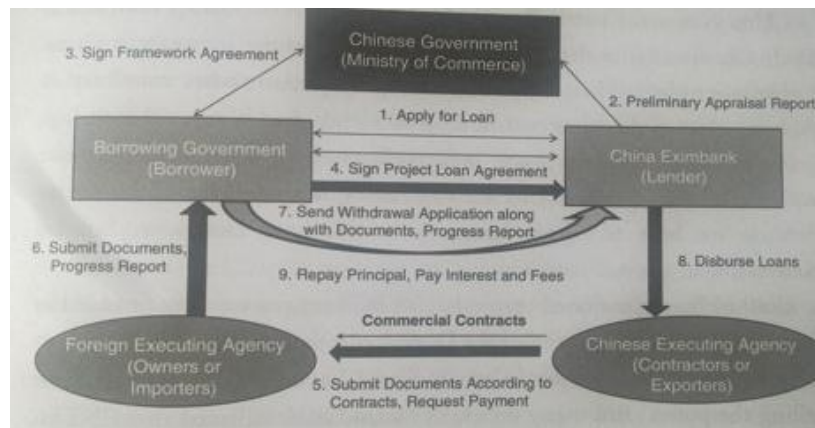 Chinese Government
(Ministry of Commerce)
3. Sign Framework Agreement
2. Preliminary Appraisal Report
1. Apply for Loan
Borrowing Government
(Borrower)
China Eximbank
(Lender)
4. Sign Project Loan Agreement
7. Send Withdrawal Application along
with Documents, Progress Report
6. Submit Documents,
Progress Report
8. Disburse Loans
9. Repay Principal, Pay Interest and Fees
Commercial Contracts
Foreign Executing Agency
(Owners or
Importers)
Chinese Executing Agency
(Contractors or
Exporters)
5. Submit Documents According to
Contracts, Request Payment